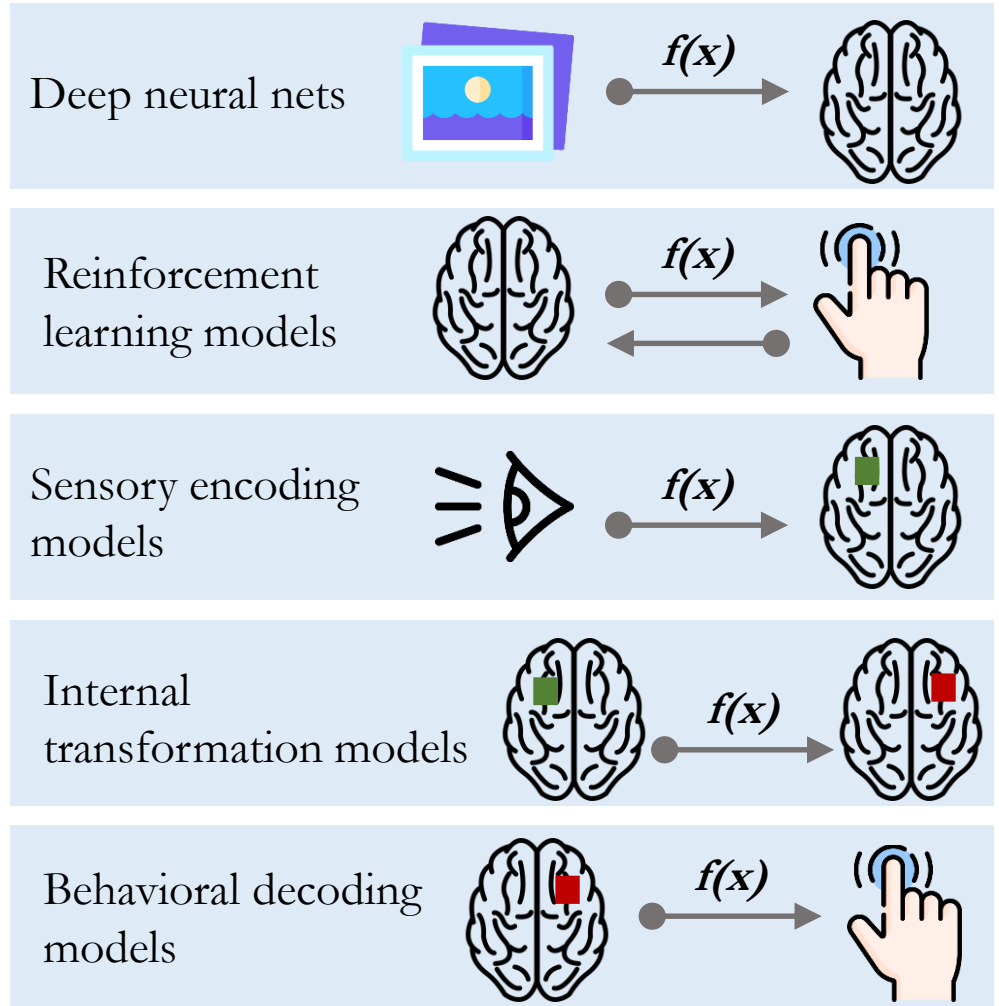 Deep neural nets
f(x)
Reinforcement
learning models
f(x)
Sensory encoding
models
f(x)
Internal
transformation models
f(x)
Behavioral decoding
models
f(x)